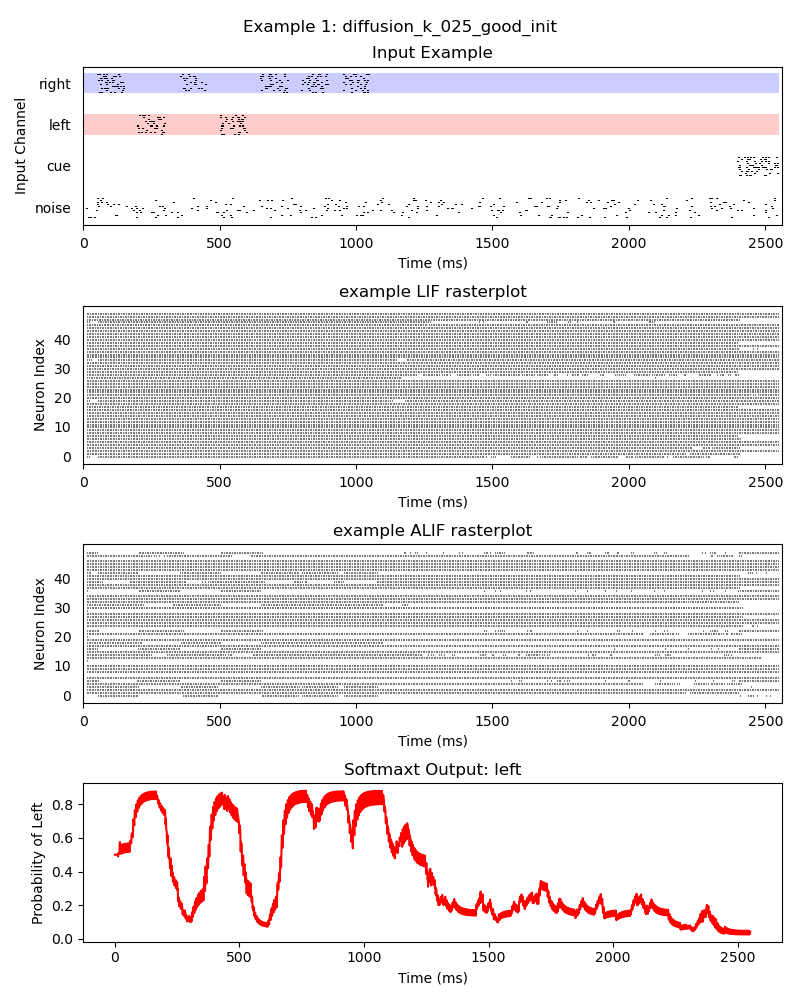 Example 1: diffusion_k_025_good_init
Input Example
right
left
cue
noise
Input Channel
0 500 1000 1500 2000 2500
Time (ms)
example LIF rasterplot
40
30
20
10
0
Neuron Index
0 500 1000 1500 2000 2500
Time (ms)
example ALIF rasterplot
40
30
20
10
0
Neuron Index
0 500 1000 1500 2000 2500
Time (ms)
Softmaxt Output: left
0.8
0.6
0.4
0.2
0.0
Probability of Left
0 500 1000 1500 2000 2500
Time (ms)